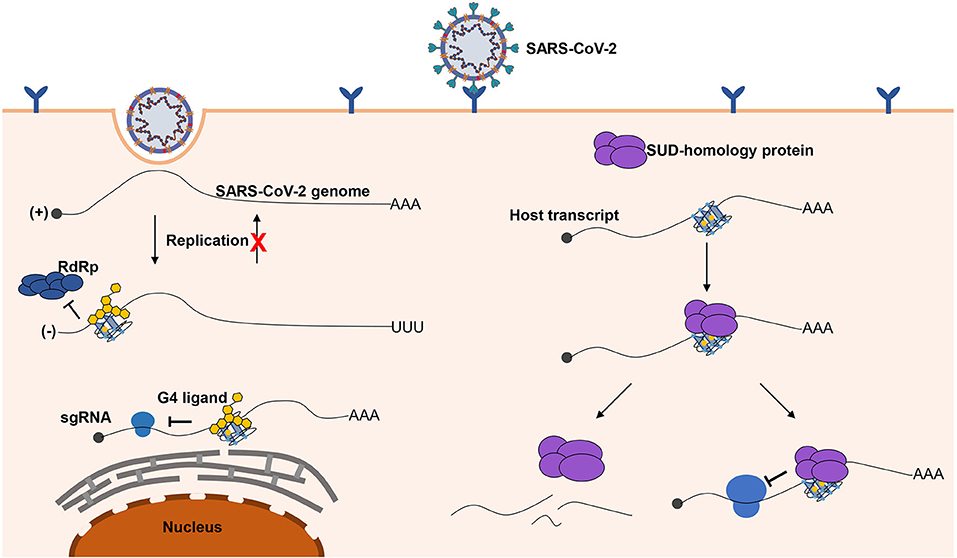 SARS-CoV-2
SUD-homology protein
SARS-CoV-2 genome
AAA
(+)
Host transcript
AAA
Replication
X
RdRp
(-)
UUU
AAA
G4 ligand
sgRNA
AAA
AAA
Nucleus